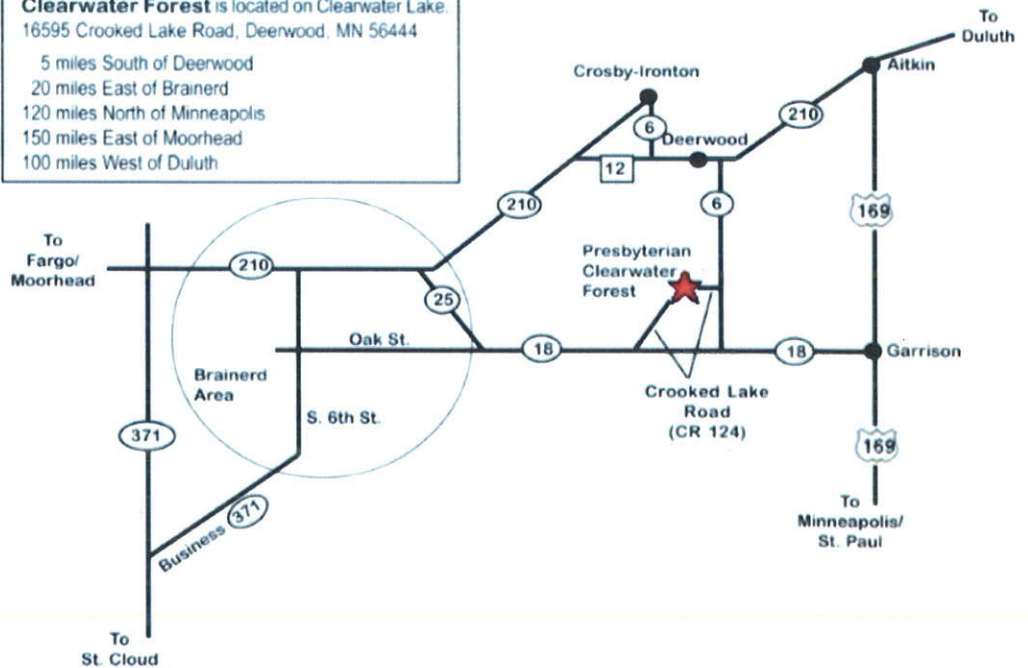 Clearwater Forest is located on Clearwater Lake.
16595 Crooked Lake Road, Deerwood, MN 56444
5 miles South of Deerwood
20 miles East of Brainerd
120 miles North of Minneapolis
150 miles East of Moorhead
100 miles West of Duluth
To
Duluth
Aitkin
Crosby-Ironton
210
6
Deerwood
12
210
6
169
To
Fargo/
Moorhead
210
25
Presbyterian
Clearwater
Forest
Oak St.
18
18
Garrison
Brainerd
Area
S. 6th St.
Crooked Lake
Road
(CR 124)
371
169
Business 371
To
Minneapolis/
St. Paul
To
St. Cloud